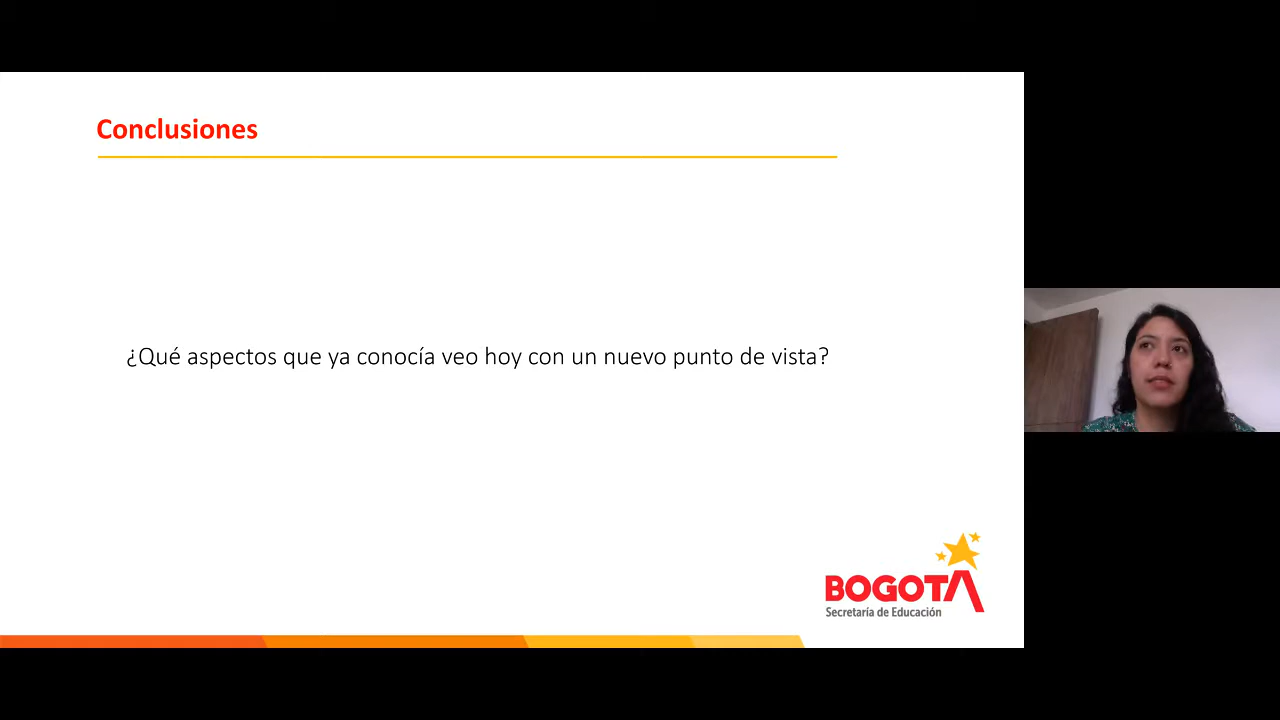 Conclusiones
¿Qué aspectos que ya conocía veo hoy con un nuevo punto de vista?
BOGOTA
Secretaría de Educación